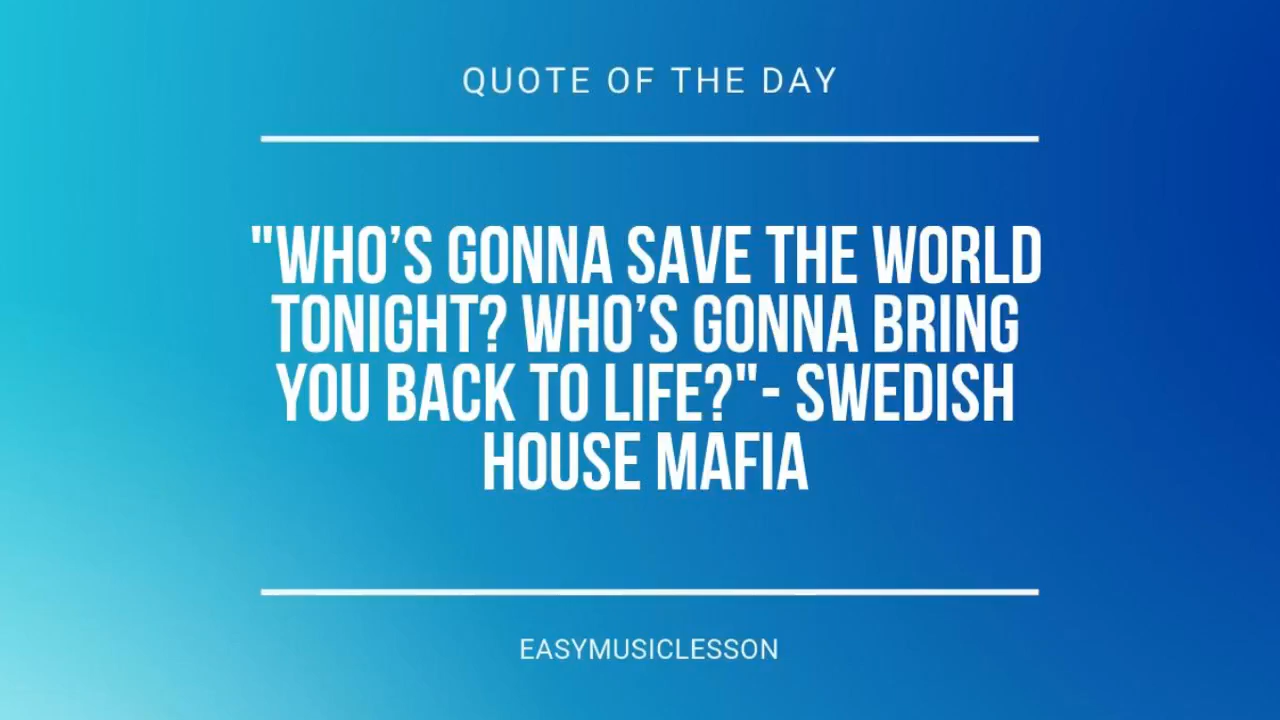 QUOTE OF THE DAY
"WHO’S GONNA SAVE THE WORLD
TONIGHT? WHO’S GONNA BRING
YOU BACK TO LIFE?"- SWEDISH
HOUSE MAFIA
EASYMUSICLESSON